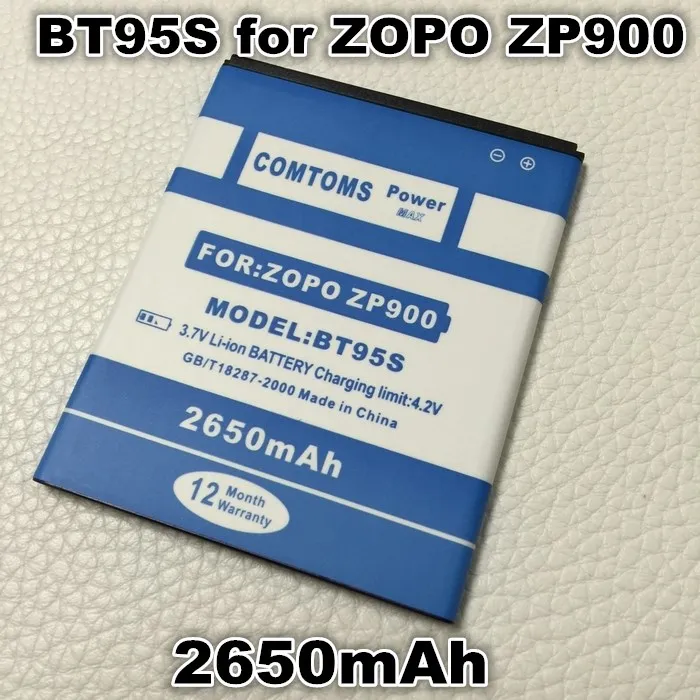 BT95S for ZOPO ZP900
COMTOMS Power
MAX
FOR:ZOPO ZP900
MODEL:BT95S
3.7V Li-ion BATTERY Charging limit:4.2V
GB/T18287-2000 Made in China
2650mAh
12 Month
Warranty
2650mAh